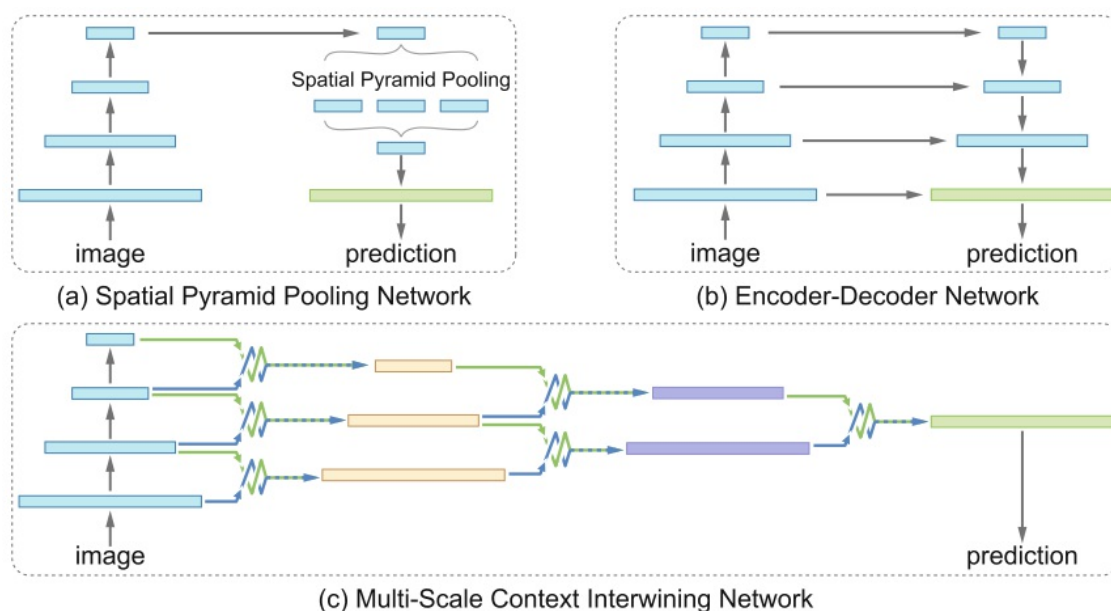 Spatial Pyramid Pooling
image
prediction
(a) Spatial Pyramid Pooling Network
image
prediction
(b) Encoder-Decoder Network
image
prediction
(c) Multi-Scale Context Interwining Network